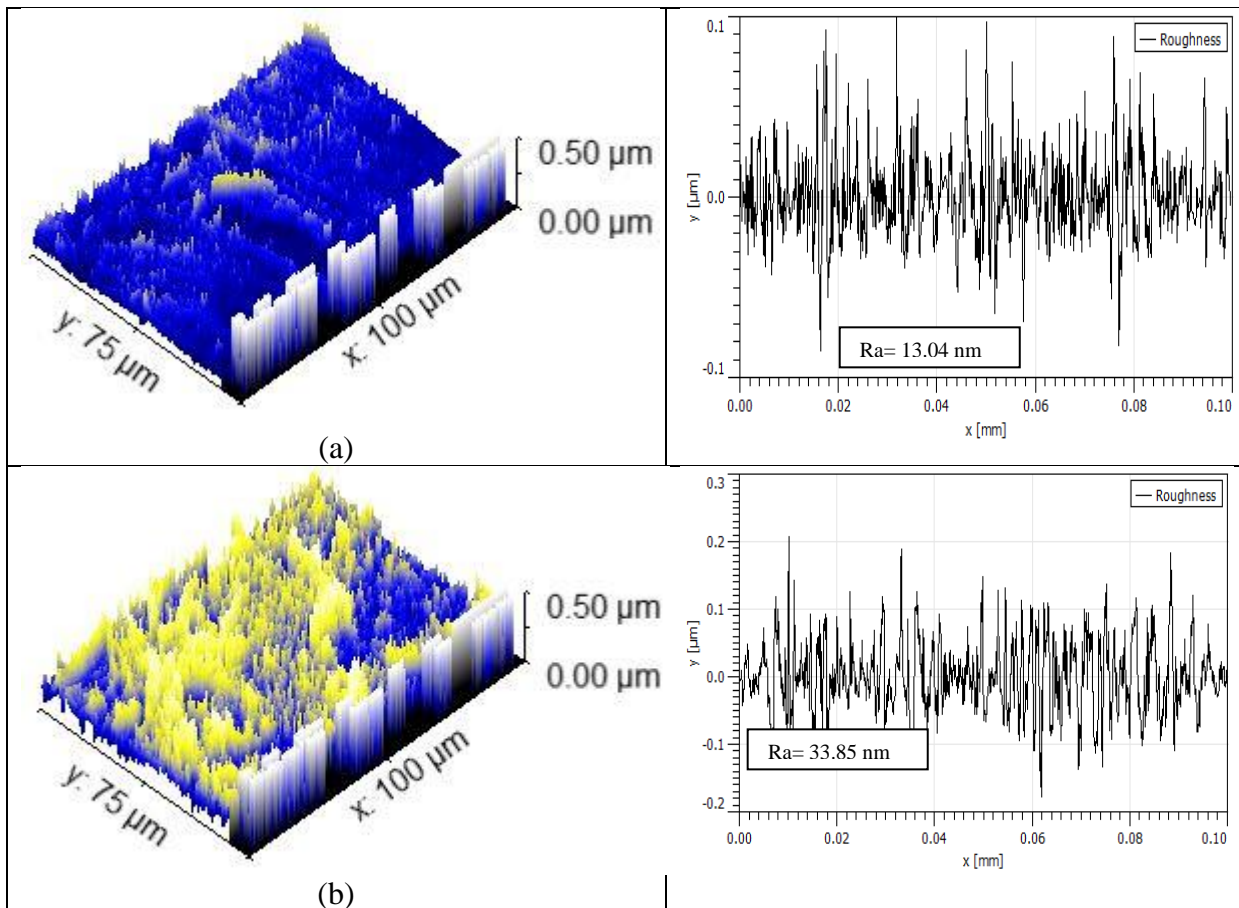 0.50 µm
0.00 µm
y: 75 µm
x: 100 µm
(a)
0.1
0.0
-0.1
y [µm]
Roughness
Ra= 13.04 nm
0.00 0.02 0.04 0.06 0.08 0.10
x [mm]
0.50 µm
0.00 µm
y: 75 µm
x: 100 µm
(b)
0.3
0.2
0.1
0.0
-0.1
-0.2
y [µm]
Roughness
Ra= 33.85 nm
0.00 0.02 0.04 0.06 0.08 0.10
x [mm]